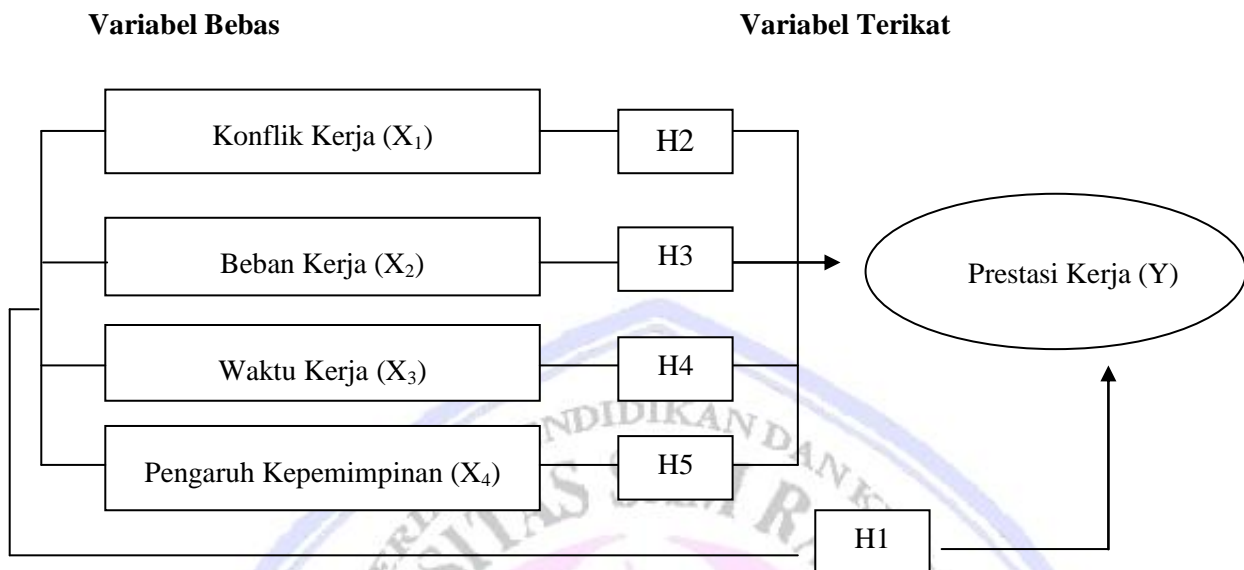 Variabel Bebas
Variabel Terikat
Konflik Kerja (X₁)
H2
Beban Kerja (X₂)
H3
Prestasi Kerja (Y)
Waktu Kerja (X₃)
H4
Pengaruh Kepemimpinan (X₄)
H5
H1